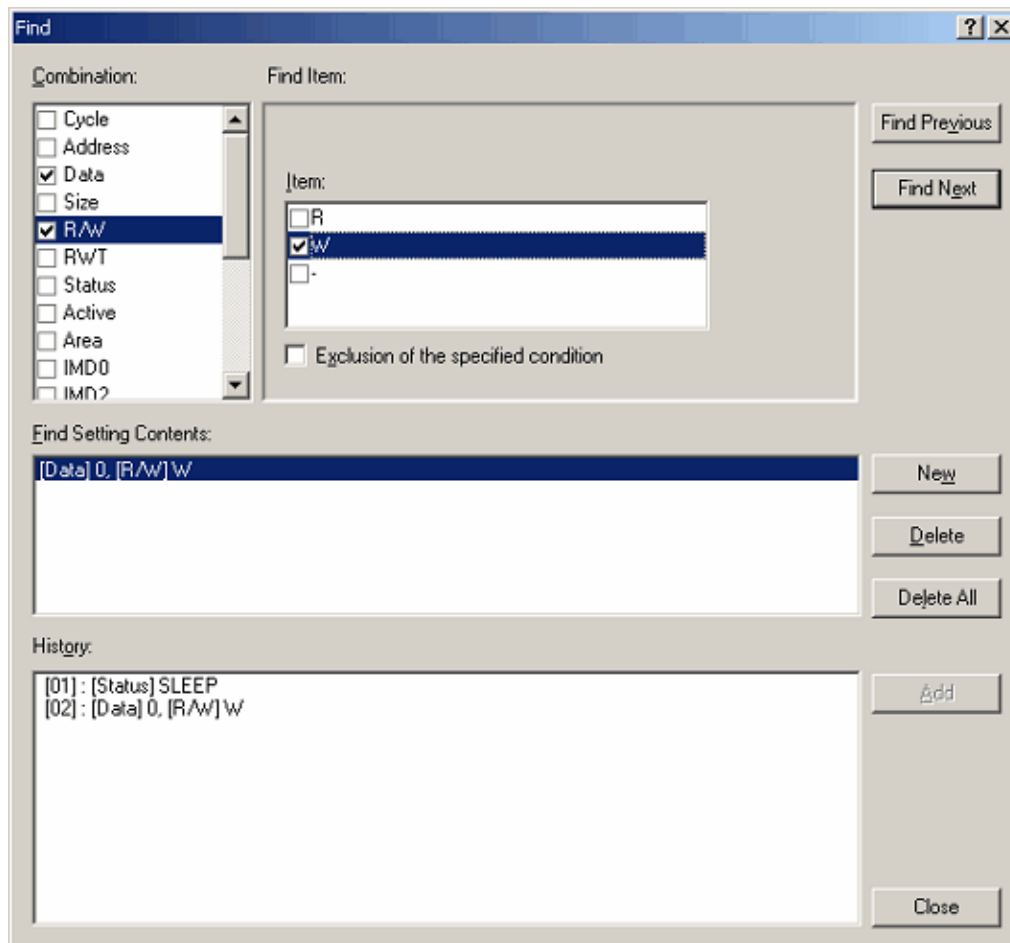 Find
Combination:
Find Item:
Cycle
Address
Data
Size
R/W
RWT
Status
Active
Area
IMD0
IMD2
Item:
R
W
-
Exclusion of the specified condition
Find Previous
Find Next
Find Setting Contents:
[Data] 0, [R/W] W
New
Delete
Delete All
History:
[01] : [Status] SLEEP
[02] : [Data] 0, [R/W] W
Add
Close